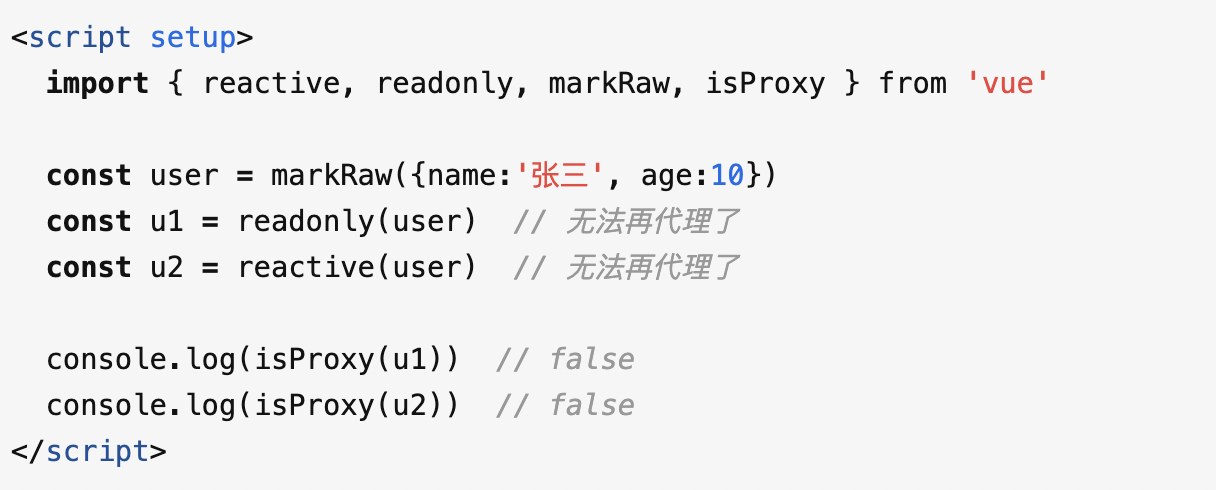 <script setup>
  import { reactive, readonly, markRaw, isProxy } from 'vue'

  const user = markRaw({name:'张三', age:10})
  const u1 = readonly(user)  // 无法再代理了
  const u2 = reactive(user)  // 无法再代理了

  console.log(isProxy(u1))  // false
  console.log(isProxy(u2))  // false
</script>